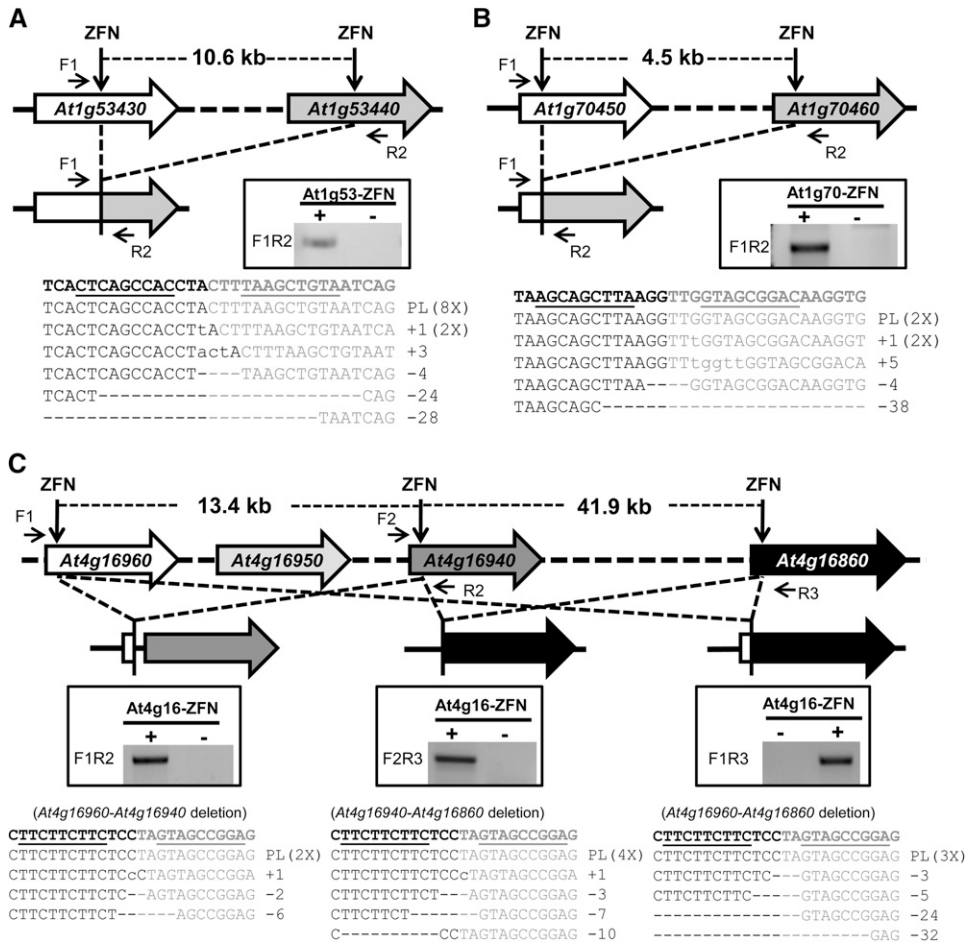 A
ZFN
ZFN
10.6 kb
F1
At1g53430
At1g53440
R2
F1
R2
At1g53-ZFN
+ -
F1R2
TCACTCAGCCACCTACTTTAAGCTGTAATCAG
TCACTCAGCCACCTACTTTAAGCTGTAATCAG PL(8X)
TCACTCAGCCACCTtACTTTAAGCTGTAATCA +1(2X)
TCACTCAGCCACCTactACTTTAAGCTGTAAT +3
TCACTCAGCCACCT----TAAGCTGTAATCAG -4
TCACT------------------------CAG -24
-------------------------TAATCAG -28
B
ZFN
ZFN
4.5 kb
F1
At1g70450
At1g70460
R2
F1
R2
At1g70-ZFN
+ -
F1R2
TAAGCAGCTTAAGGTTGGTAGCGGACAAGGTG
TAAGCAGCTTAAGGTTGGTAGCGGACAAGGTG PL(2X)
TAAGCAGCTTAAGGTTtGGTAGCGGACAAGGT +1(2X)
TAAGCAGCTTAAGGTTtggttGGTAGCGGACA +5
TAAGCAGCTTAA----GGTAGCGGACAAGGTG -4
TAAGCAGC------------------------ -38
C
ZFN
ZFN
ZFN
13.4 kb
41.9 kb
F1
F2
At4g16960
At4g16950
At4g16940
At4g16860
R2
R3
At4g16-ZFN
+ -
F1R2
At4g16-ZFN
+ -
F2R3
At4g16-ZFN
- +
F1R3
(At4g16960-At4g16940 deletion)
CTTCTTCTTCTCCTAGTAGCCGGAG
CTTCTTCTTCTCCTAGTAGCCGGAG PL(2X)
CTTCTTCTTCTCCcCTAGTAGCCGGA +1
CTTCTTCTTCTC--AGTAGCCGGAG -2
CTTCTTCTTCT------AGCCGGAG -6
(At4g16940-At4g16860 deletion)
CTTCTTCTTCTCCTAGTAGCCGGAG
CTTCTTCTTCTCCTAGTAGCCGGAG PL(4X)
CTTCTTCTTCTCCcTAGTAGCCGGA +1
CTTCTTCTTCTC---GTAGCCGGAG -3
CTTCTTCT-------GTAGCCGGAG -7
C----------CCTAGTAGCCGGAG -10
(At4g16960-At4g16860 deletion)
CTTCTTCTTCTCCTAGTAGCCGGAG
CTTCTTCTTCTCCTAGTAGCCGGAG PL(3X)
CTTCTTCTTCTC---GTAGCCGGAG -3
CTTCTTCTTC-----GTAGCCGGAG -5
---------------GTAGCCGGAG -24
----------------------GAG -32